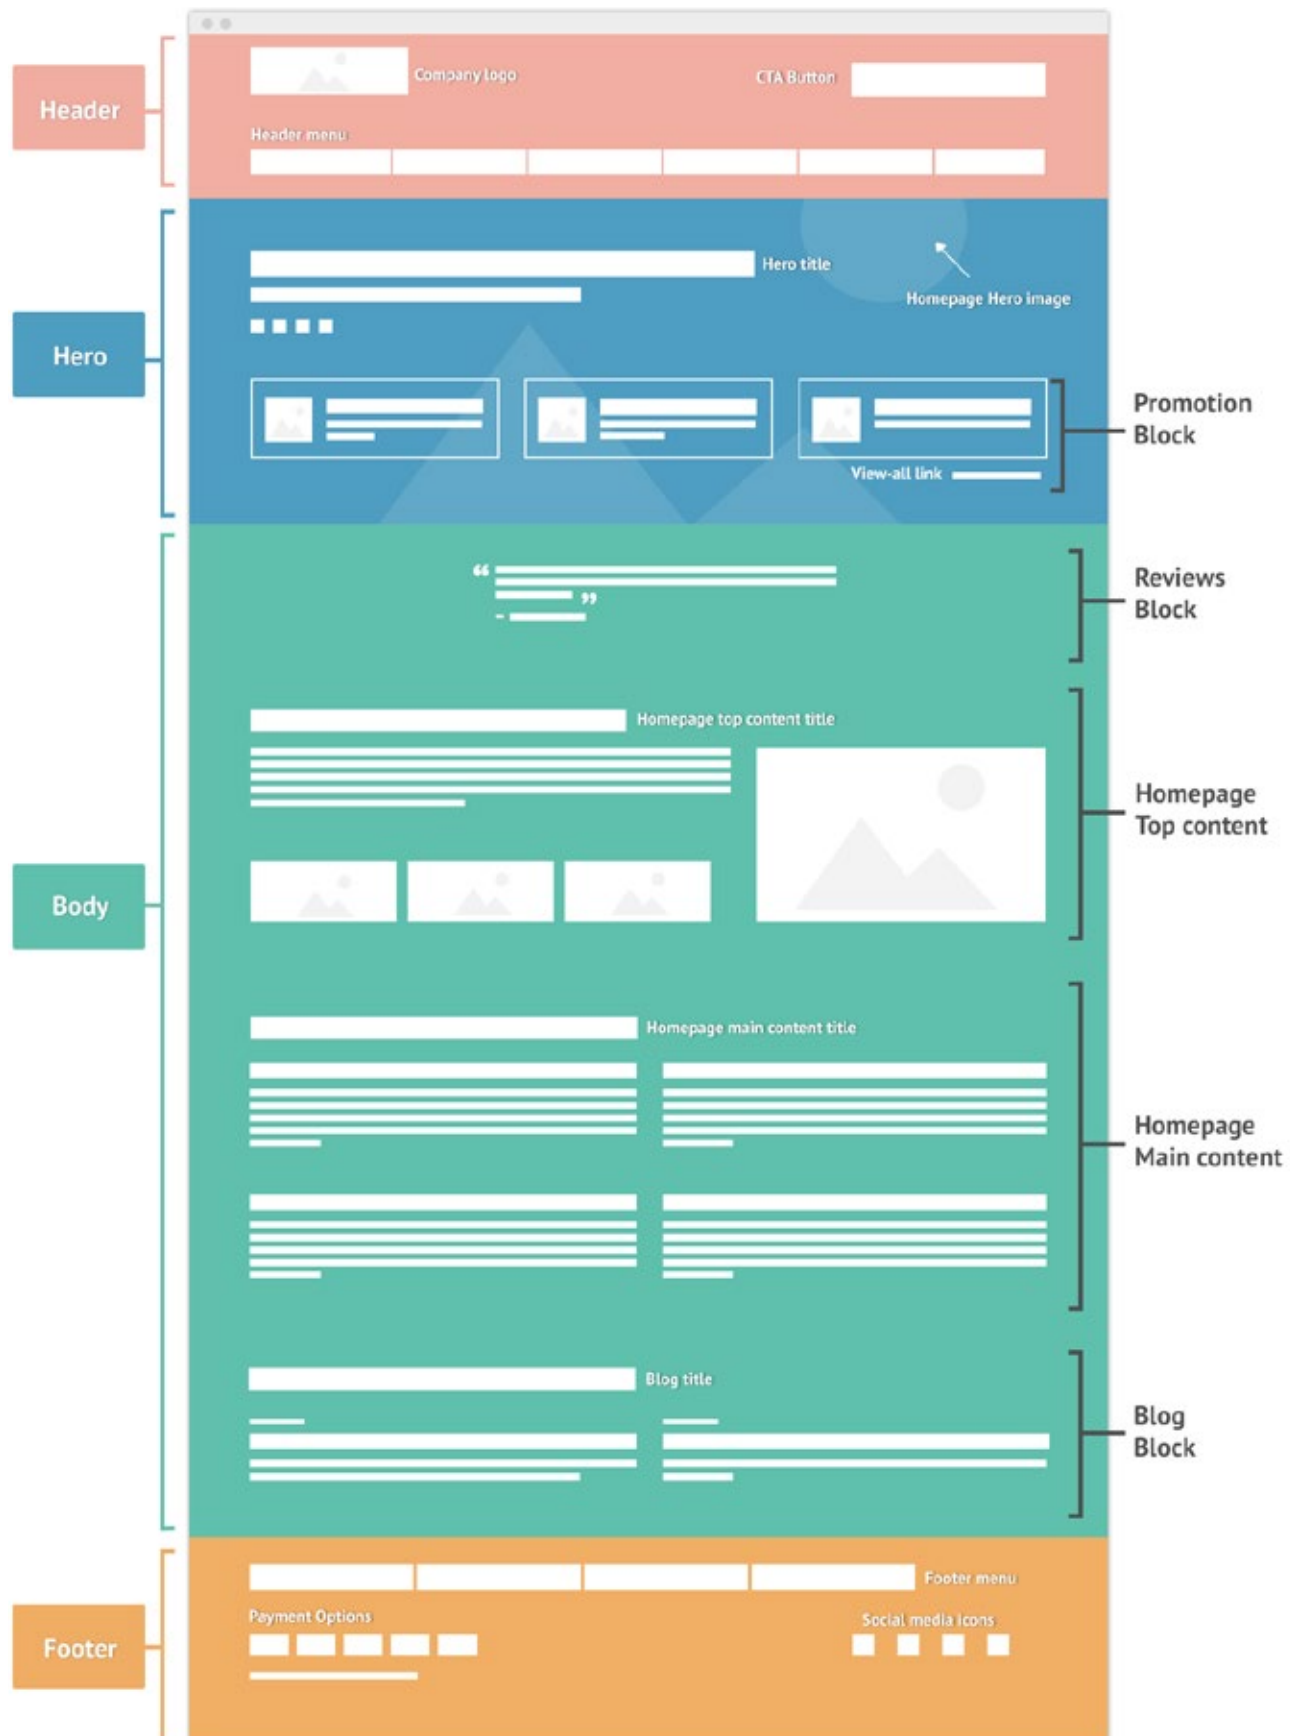 Header
Company logo
CTA Button
Header menu
Hero
Hero title
Homepage Hero image
Promotion
Block
View-all link
“
”
Reviews
Block
Homepage top content title
Homepage
Top content
Body
Homepage main content title
Homepage
Main content
Blog title
Blog
Block
Footer
Footer menu
Payment Options
Social media icons